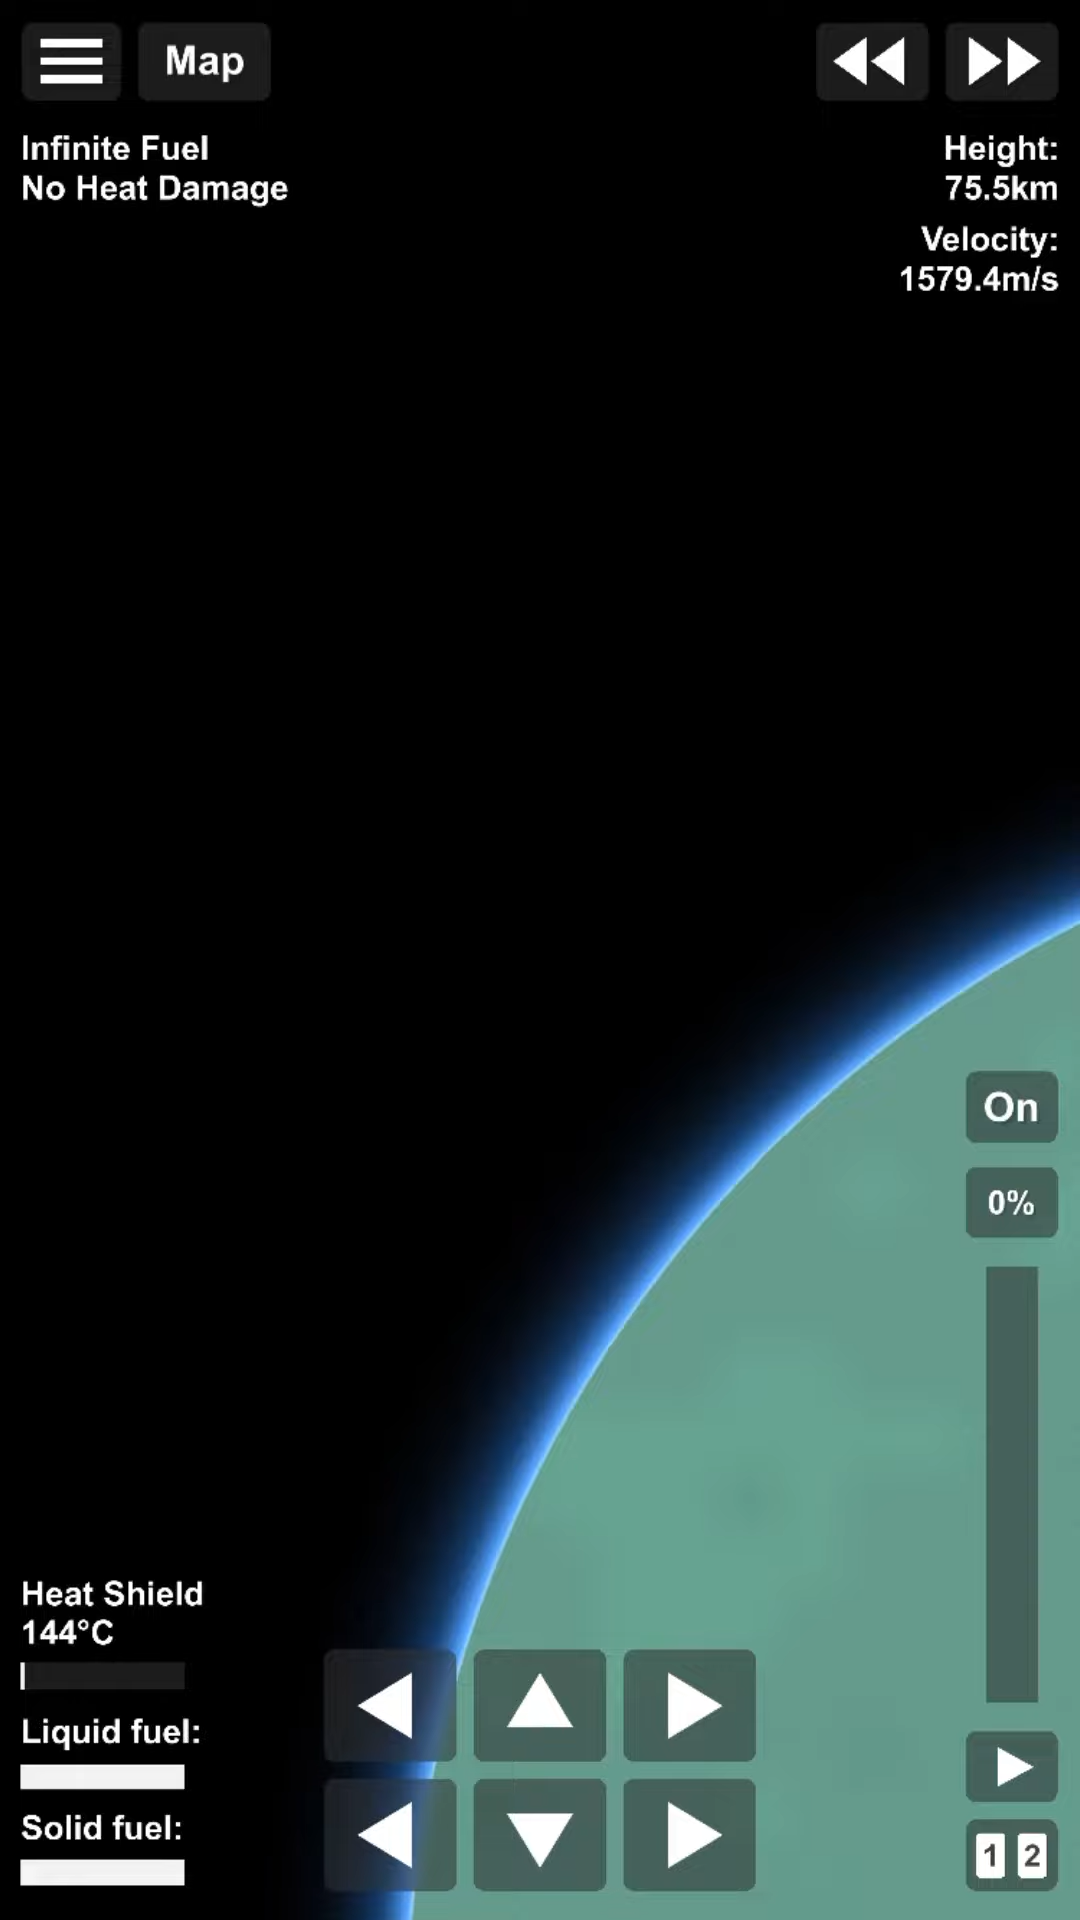 Map
Infinite Fuel
No Heat Damage
Height:
75.5km
Velocity:
1579.4m/s
On
0%
Heat Shield
144°C
Liquid fuel:
Solid fuel:
1 2